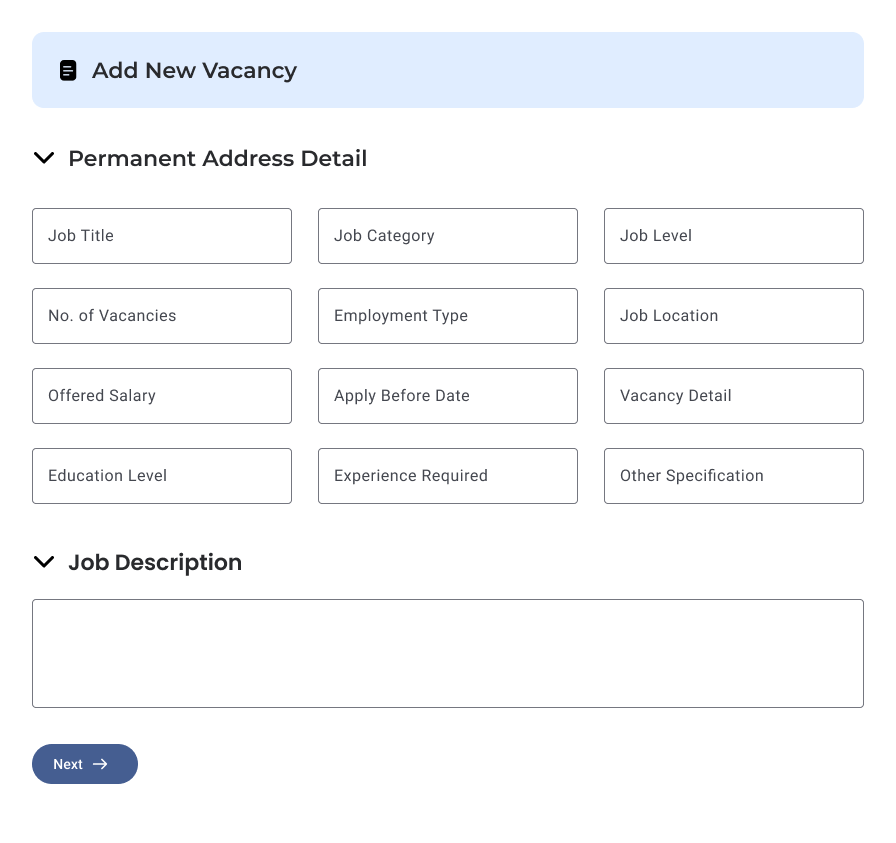 Add New Vacancy
Permanent Address Detail
Job Title
Job Category
Job Level
No. of Vacancies
Employment Type
Job Location
Offered Salary
Apply Before Date
Vacancy Detail
Education Level
Experience Required
Other Specification
Job Description
Next